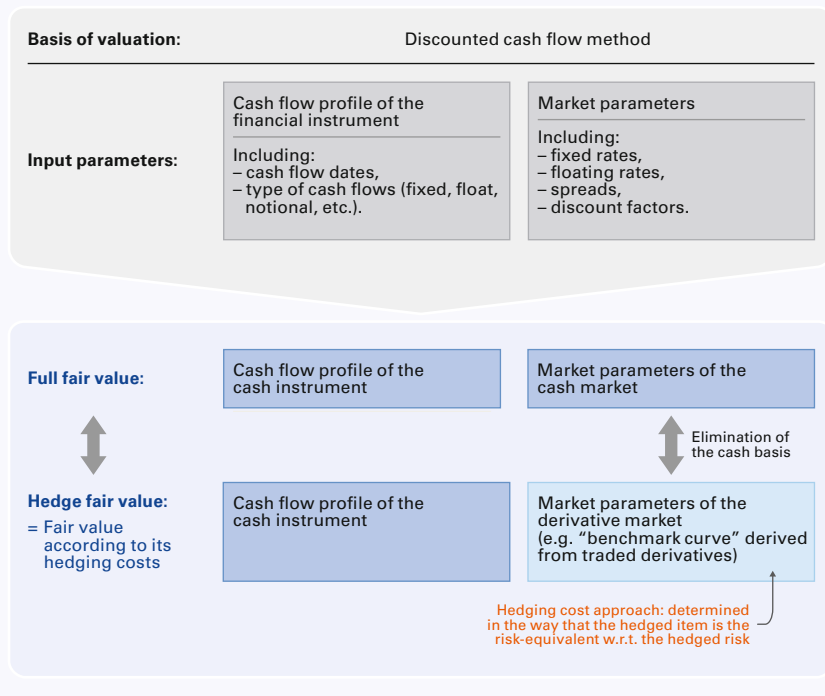 Basis of valuation:
Discounted cash flow method
Input parameters:
Cash flow profile of the
financial instrument
Including:
– cash flow dates,
– type of cash flows (fixed, float,
notional, etc.).
Market parameters
Including:
– fixed rates,
– floating rates,
– spreads,
– discount factors.
Full fair value:
Cash flow profile of the
cash instrument
Market parameters of the
cash market
Elimination of
the cash basis
Hedge fair value:
= Fair value
according to its
hedging costs
Cash flow profile of the
cash instrument
Market parameters of the
derivative market
(e.g. “benchmark curve” derived
from traded derivatives)
Hedging cost approach: determined
in the way that the hedged item is the
risk-equivalent w.r.t. the hedged risk